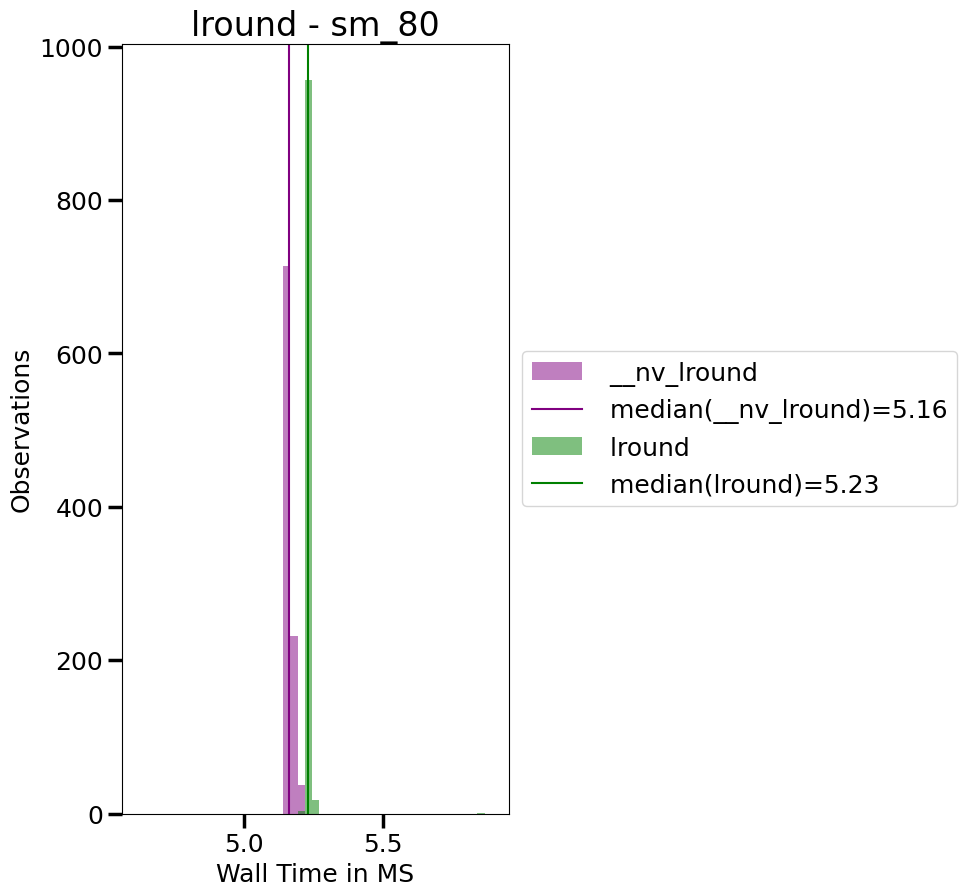 lround - sm_80
1000
800
600
400
200
0
Observations
5.0 5.5
Wall Time in MS
__nv_lround
median(__nv_lround)=5.16
lround
median(lround)=5.23